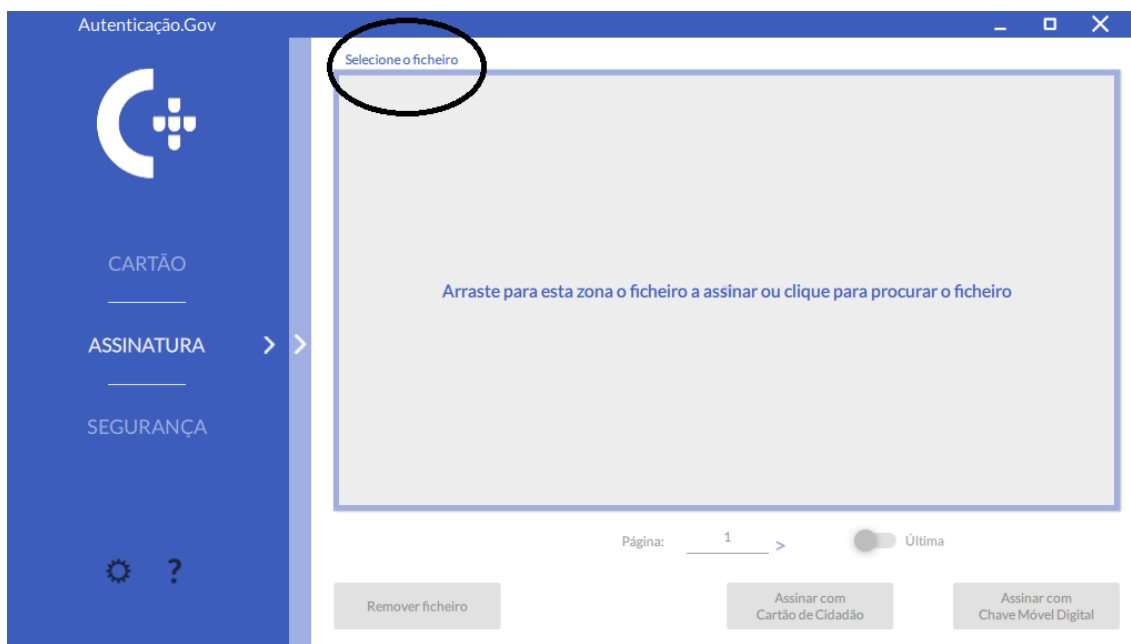 Autenticação.Gov
Selecione o ficheiro
CARTÃO
ASSINATURA
SEGURANÇA
?
Arraste para esta zona o ficheiro a assinar ou clique para procurar o ficheiro
Página: 1 >
Última
Remover ficheiro
Assinar com
Cartão de Cidadão
Assinar com
Chave Móvel Digital